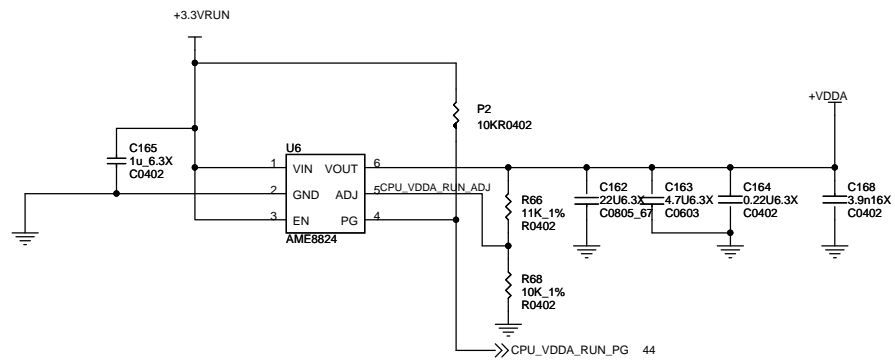 +3.3VRUN
P2
10KR0402
+VDDA
C165
1u_6.3X
C0402
U6
1 VIN VOUT 6
2 GND ADJ 5 CPU_VDDA_RUN_ADJ
3 EN PG 4
AME8824
R66
11K_1%
R0402
C162
22U6.3X
C0805_67
C163
4.7U6.3X
C0603
C164
0.22U6.3X
C0402
C168
3.9n16X
C0402
R68
10K_1%
R0402
CPU_VDDA_RUN_PG 44